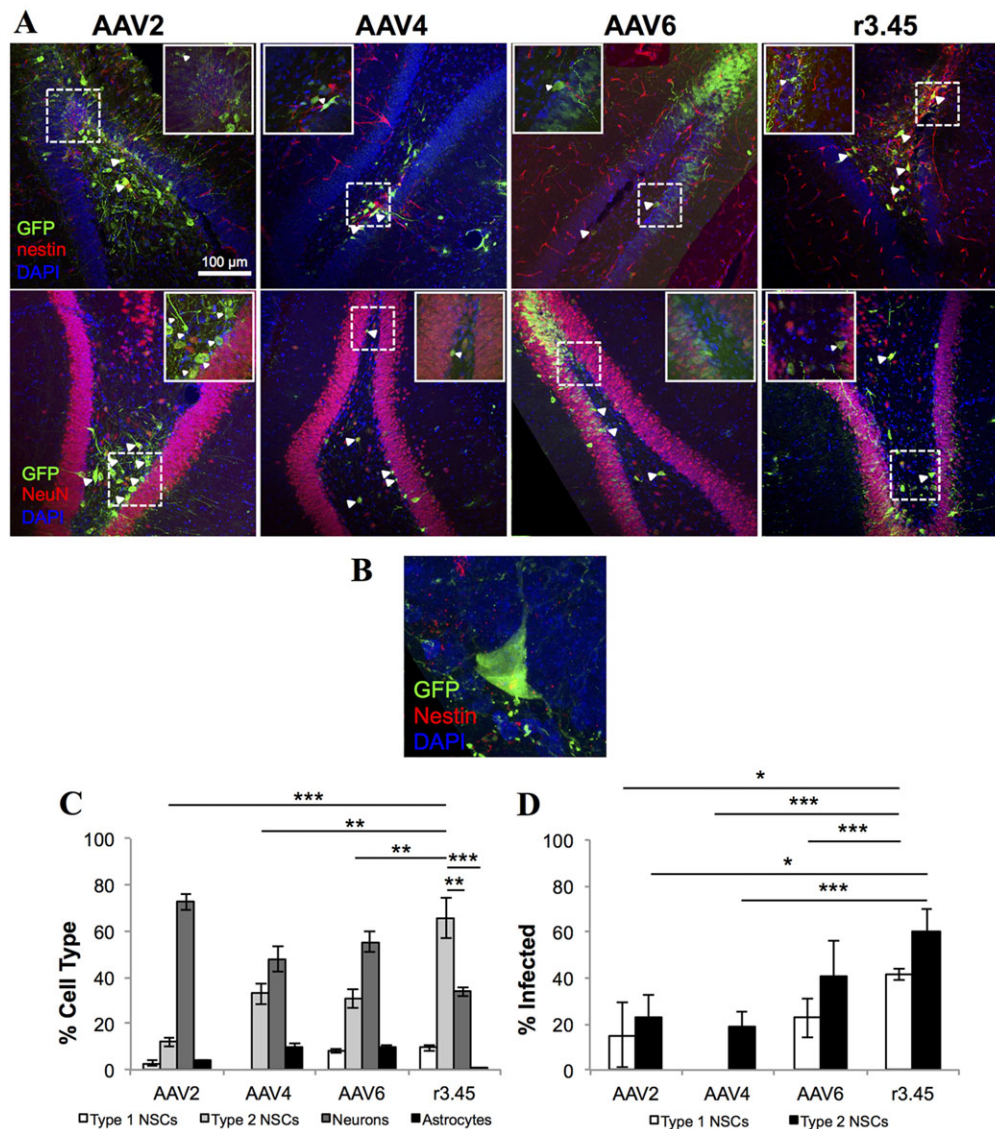 A
AAV2 AAV4 AAV6 r3.45
GFP
nestin
DAPI
100 µm
GFP
NeuN
DAPI
B
GFP
Nestin
DAPI
C
***
**
**
***
**
% Cell Type
100
80
60
40
20
0
AAV2 AAV4 AAV6 r3.45
Type 1 NSCs Type 2 NSCs Neurons Astrocytes
D
*
***
***
*
***
% Infected
100
80
60
40
20
0
AAV2 AAV4 AAV6 r3.45
Type 1 NSCs Type 2 NSCs